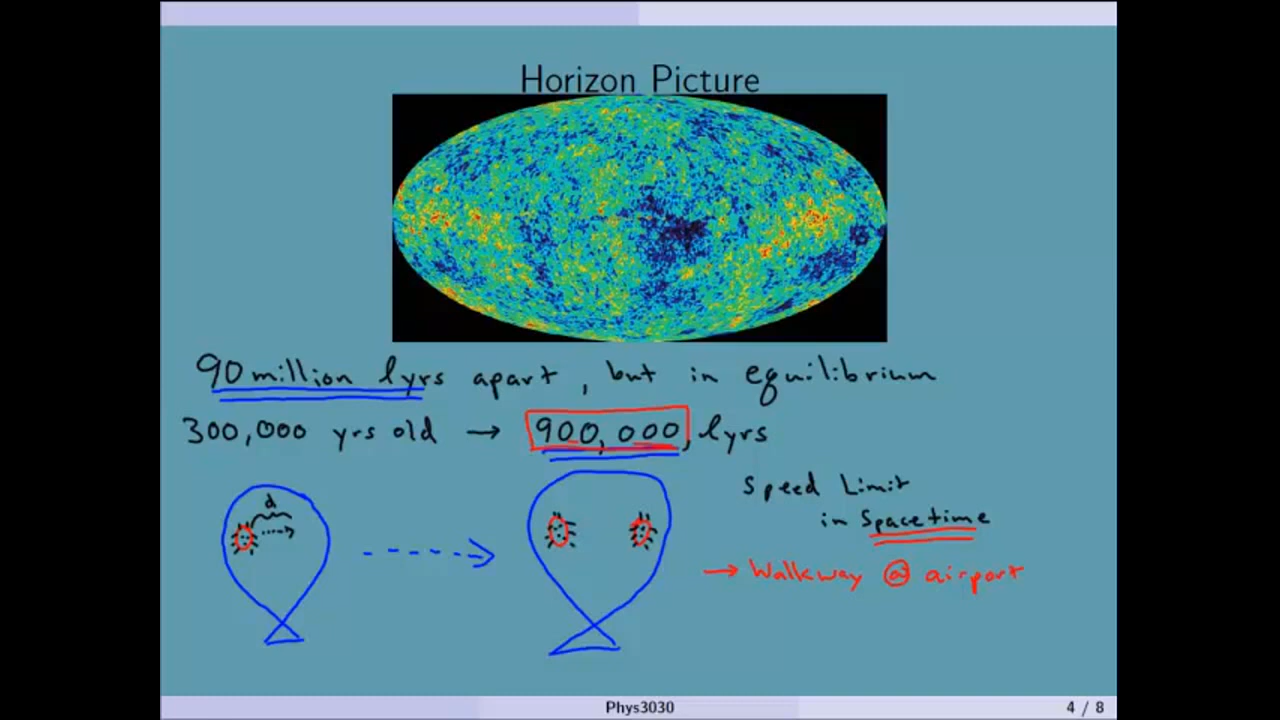 Horizon Picture
90 million lyrs apart, but in equilibrium
300,000 yrs old → 900,000, lyrs
d
Speed Limit
in Spacetime
→ Walkway @ airport
Phys3030
4 / 8